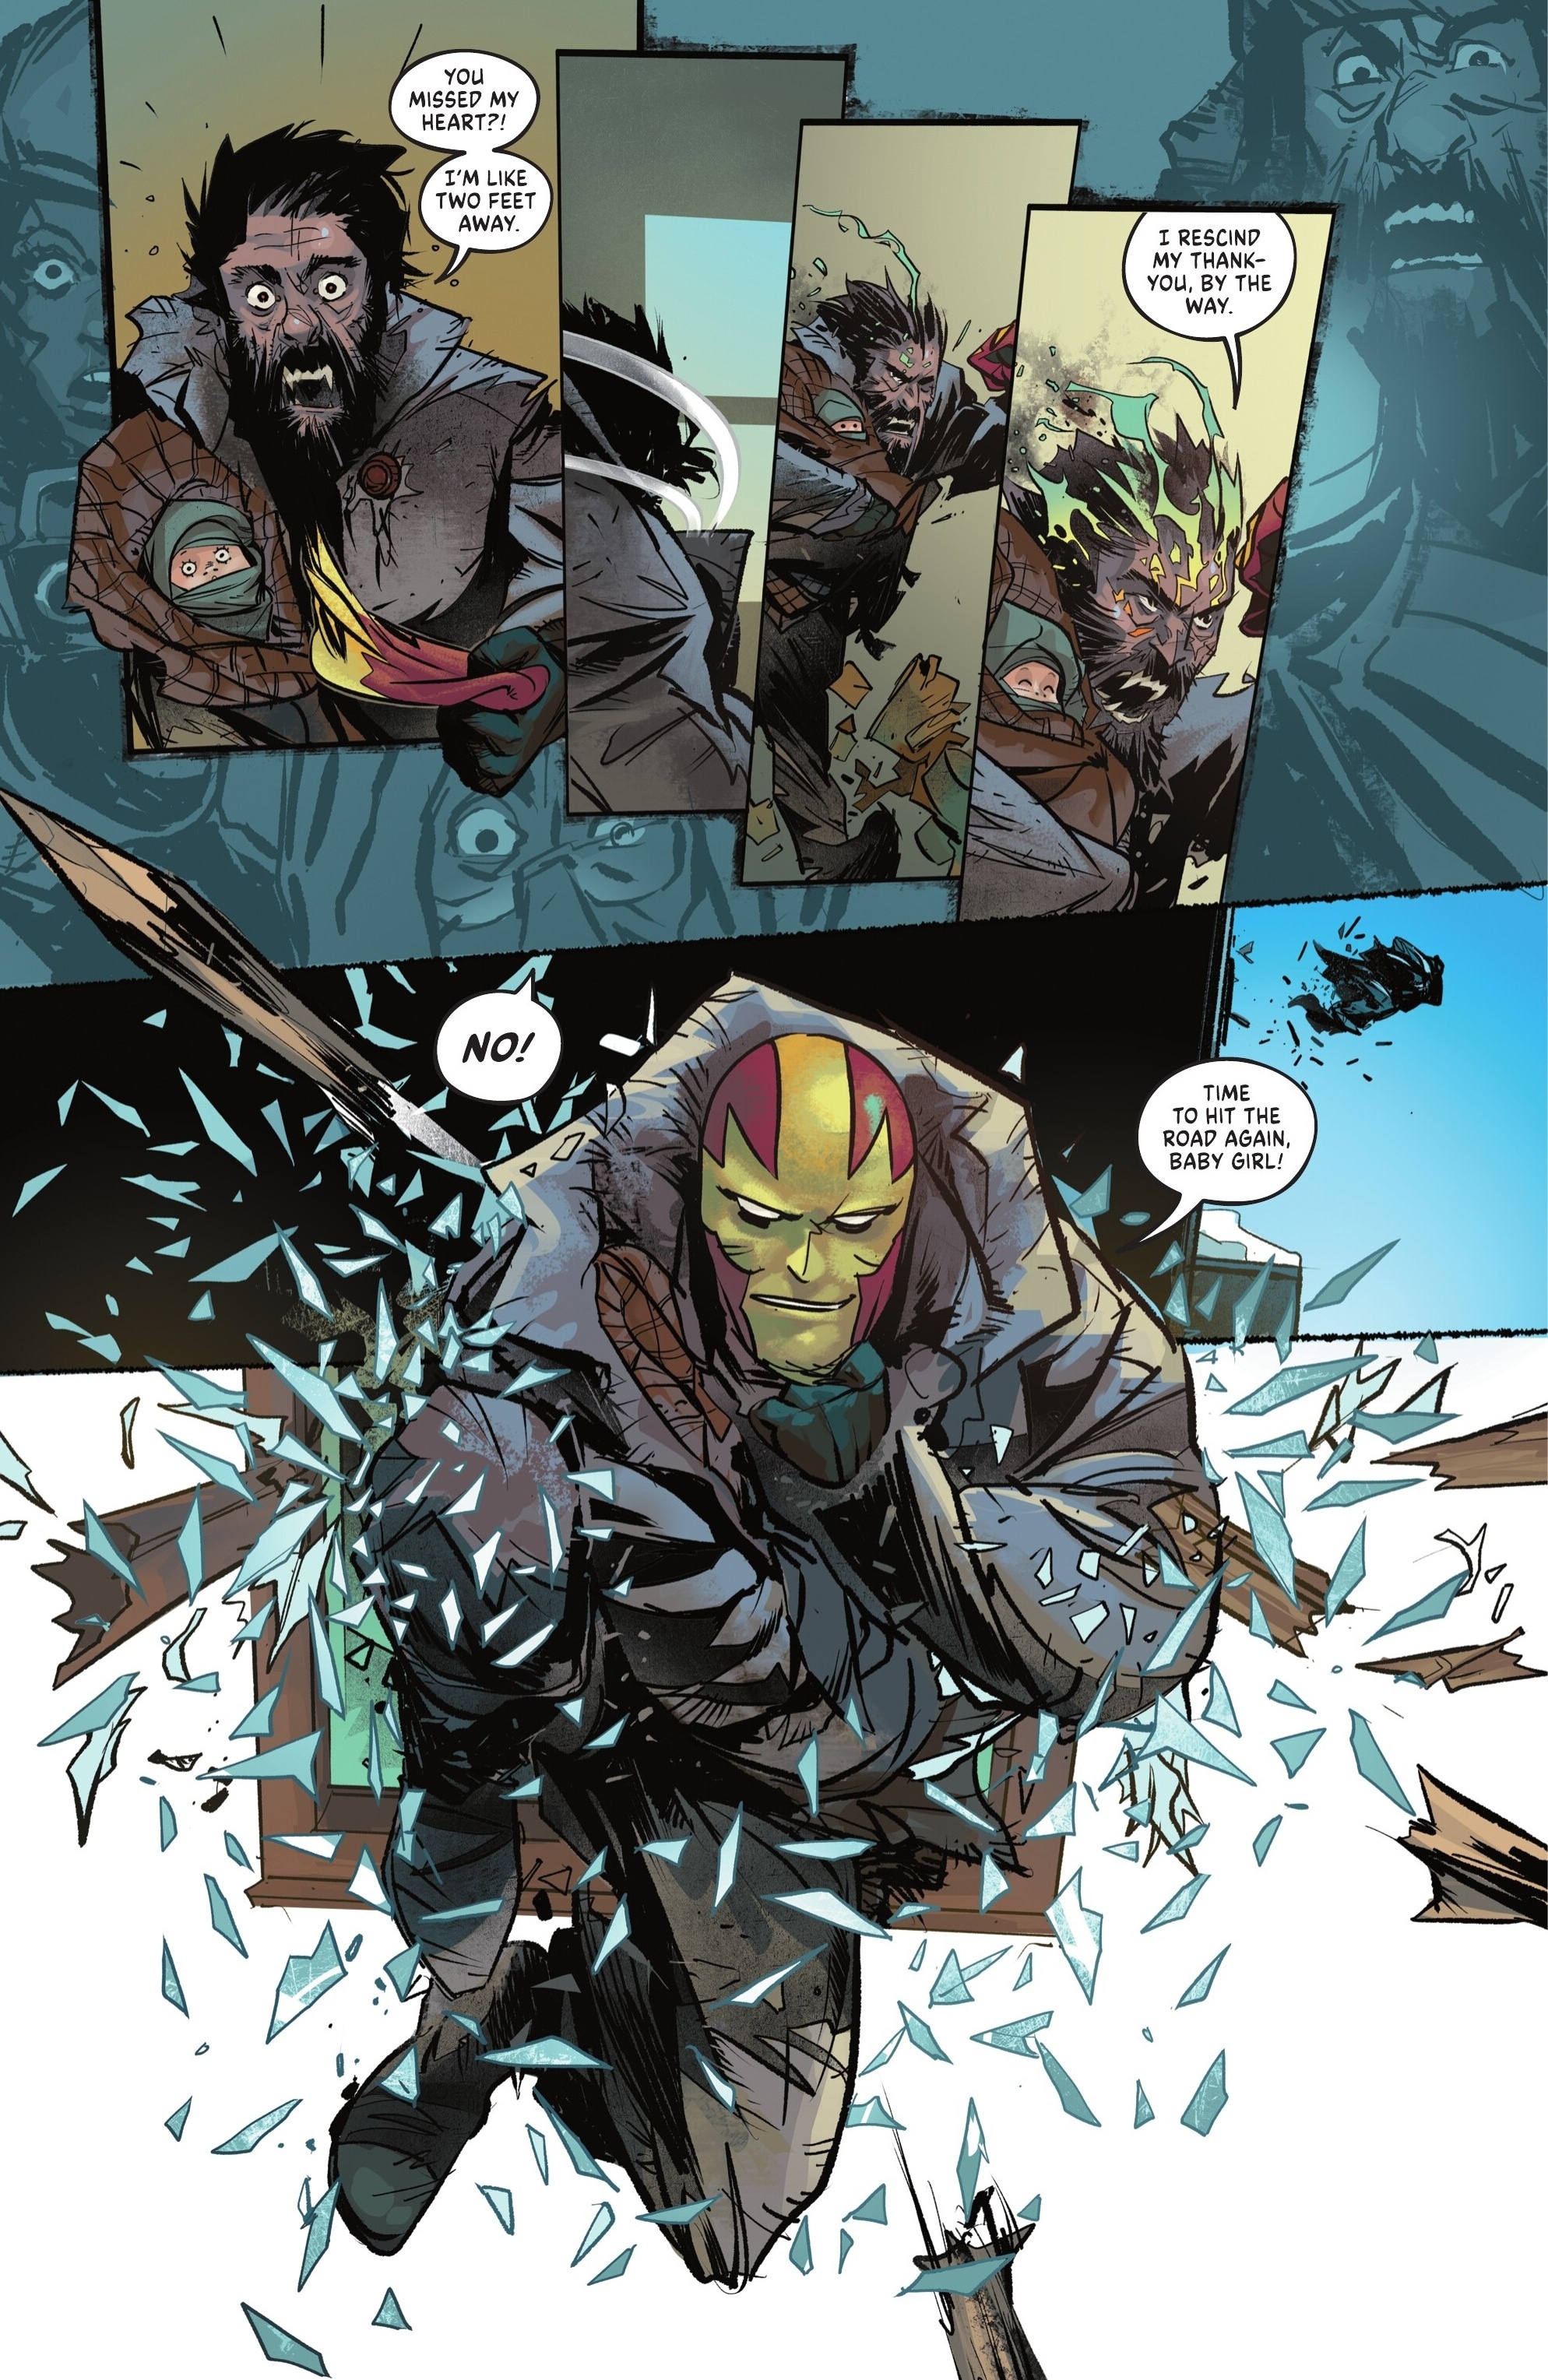 YOU
MISSED MY
HEART?!
I'M LIKE
TWO FEET
AWAY.
I RESCIND
MY THANK-
YOU, BY THE
WAY.
NO!
TIME
TO HIT THE
ROAD AGAIN,
BABY GIRL!